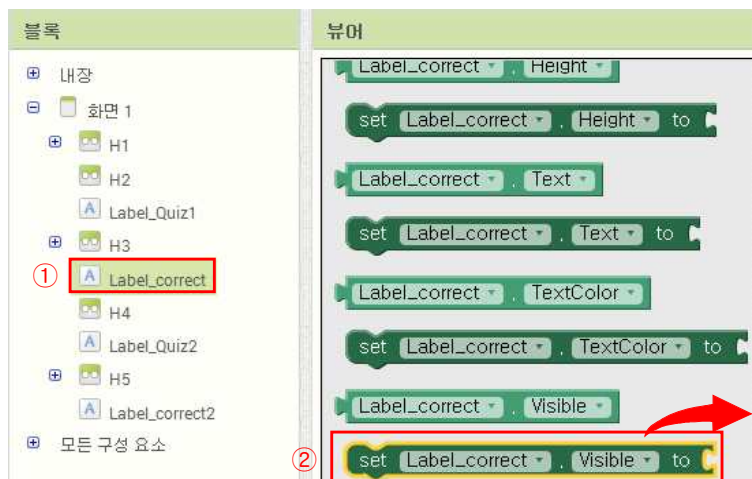 블록
내장
화면 1
H1
H2
Label_Quiz1
H3
① Label_correct
H4
Label_Quiz2
H5
Label_correct2
모든 구성 요소
뷰어
Label_correct . Height
set Label_correct . Height to
Label_correct . Text
set Label_correct . Text to
Label_correct . TextColor
set Label_correct . TextColor to
Label_correct . Visible
② set Label_correct . Visible to